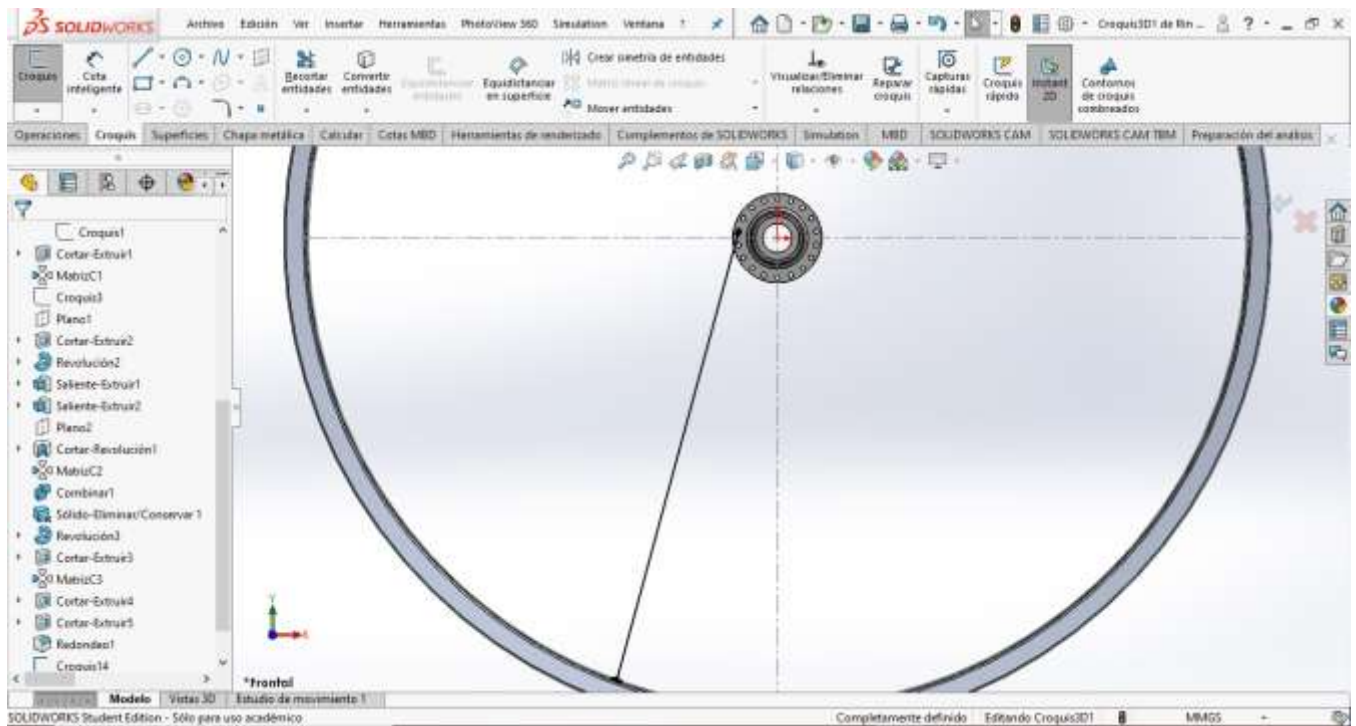 SOLIDWORKS Archivo Edición Ver Insertar Herramientas PhotoView 360 Simulation Ventana ? Croquis3D1 de Rin ...
Croquis
Cota inteligente
Recortar entidades
Convertir entidades
Equidistanciar en superficie
Crear simetría de entidades
Mover entidades
Visualizar/Eliminar relaciones
Reparar croquis
Capturas rápidas
Croquis rápido
Instant 2D
Contornos de croquis sombreados
Operaciones Croquis Superficies Chapa metálica Calcular Cotas MBD Herramientas de renderizado Complementos de SOLIDWORKS Simulation MBD SOLIDWORKS CAM SOLIDWORKS CAM TBM Preparación del análisis
Croquis1
Cortar-Extruir1
MatrizC1
Croquis3
Plano1
Cortar-Extruir2
Revolución2
Saliente-Extruir1
Saliente-Extruir2
Plano2
Cortar-Revolución1
MatrizC2
Combinar1
Sólido-Eliminar/Conservar 1
Revolución3
Cortar-Extruir3
MatrizC3
Cortar-Extruir4
Cortar-Extruir5
Redondeo1
Croquis14
Y
X
*Frontal
Modelo Vistas 3D Estudio de movimiento 1
SOLIDWORKS Student Edition - Sólo para uso académico Completamente definido Editando Croquis3D1 MMGS